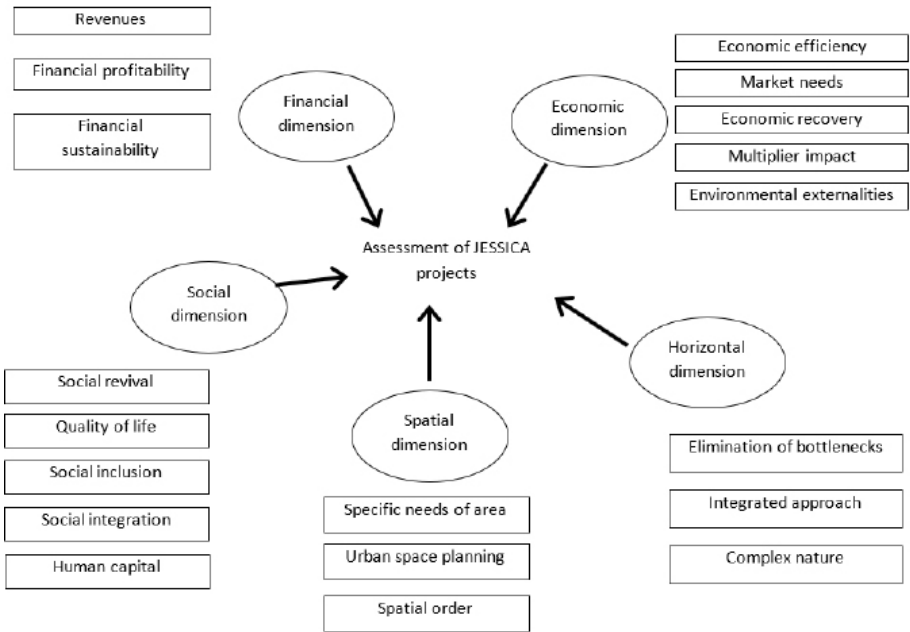 Revenues
Financial profitability
Financial
sustainability
Financial
dimension
Economic
dimension
Economic efficiency
Market needs
Economic recovery
Multiplier impact
Environmental externalities
Assessment of JESSICA
projects
Social
dimension
Social revival
Quality of life
Social inclusion
Social integration
Human capital
Spatial
dimension
Specific needs of area
Urban space planning
Spatial order
Horizontal
dimension
Elimination of bottlenecks
Integrated approach
Complex nature